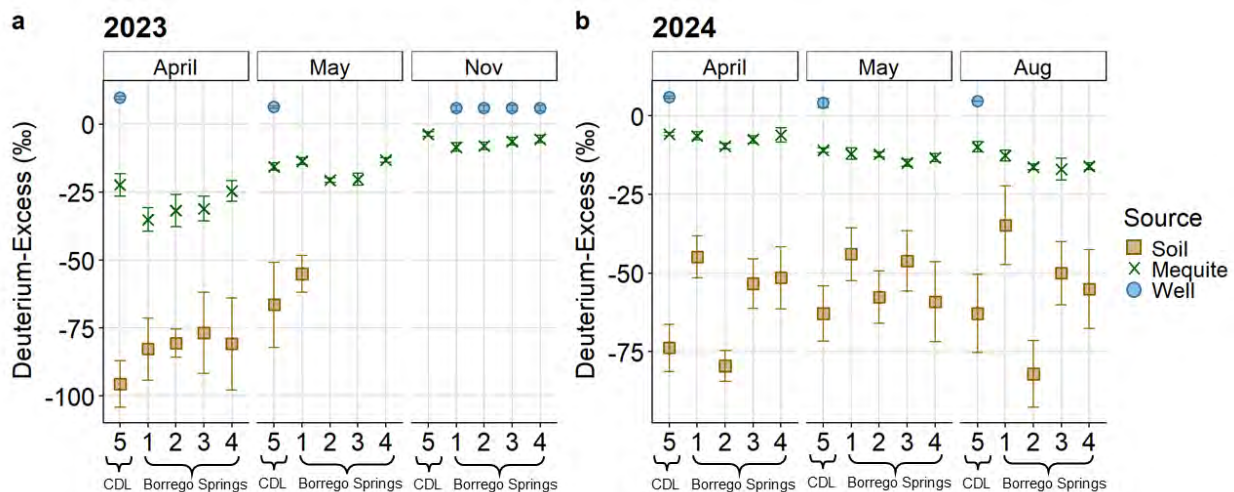 a 2023
April May Nov
Deuterium-Excess (‰)
0
-25
-50
-75
-100
5 1 2 3 4 5 1 2 3 4 5 1 2 3 4
CDL Borrego Springs CDL Borrego Springs CDL Borrego Springs
b 2024
April May Aug
Deuterium-Excess (‰)
0
-25
-50
-75
5 1 2 3 4 5 1 2 3 4 5 1 2 3 4
CDL Borrego Springs CDL Borrego Springs CDL Borrego Springs
Source
Soil
Mequite
Well